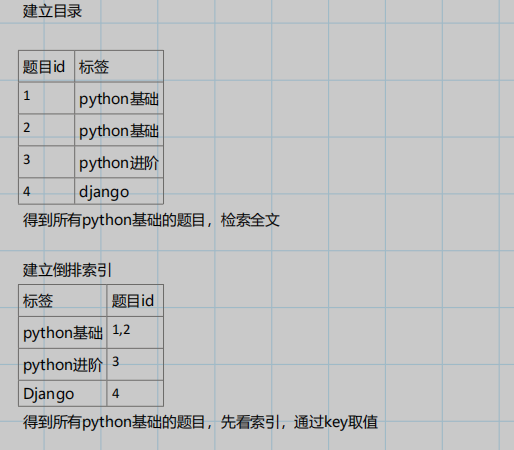 建立目录
题目id 标签
1 python基础
2 python基础
3 python进阶
4 django
得到所有python基础的题目，检索全文
建立倒排索引
标签 题目id
python基础 1,2
python进阶 3
Django 4
得到所有python基础的题目，先看索引，通过key取值